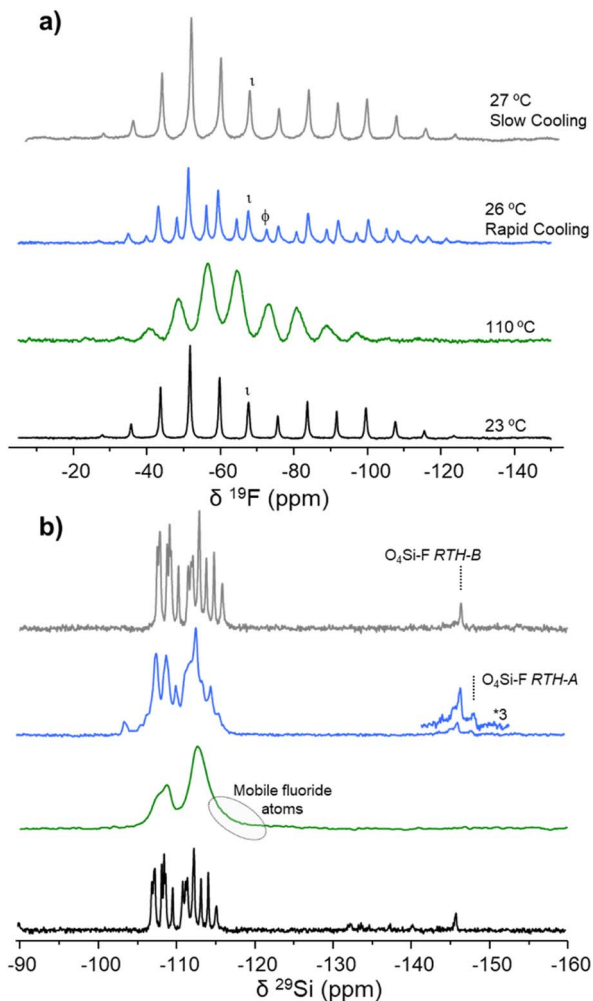 a)
ι
27 ºC
Slow Cooling
ι
ϕ
26 ºC
Rapid Cooling
110 ºC
ι
23 ºC
-20 -40 -60 -80 -100 -120 -140
δ ¹⁹F (ppm)
b)
O₄Si-F RTH-B
O₄Si-F RTH-A
*3
Mobile fluoride
atoms
-90 -100 -110 -120 -130 -140 -150 -160
δ ²⁹Si (ppm)